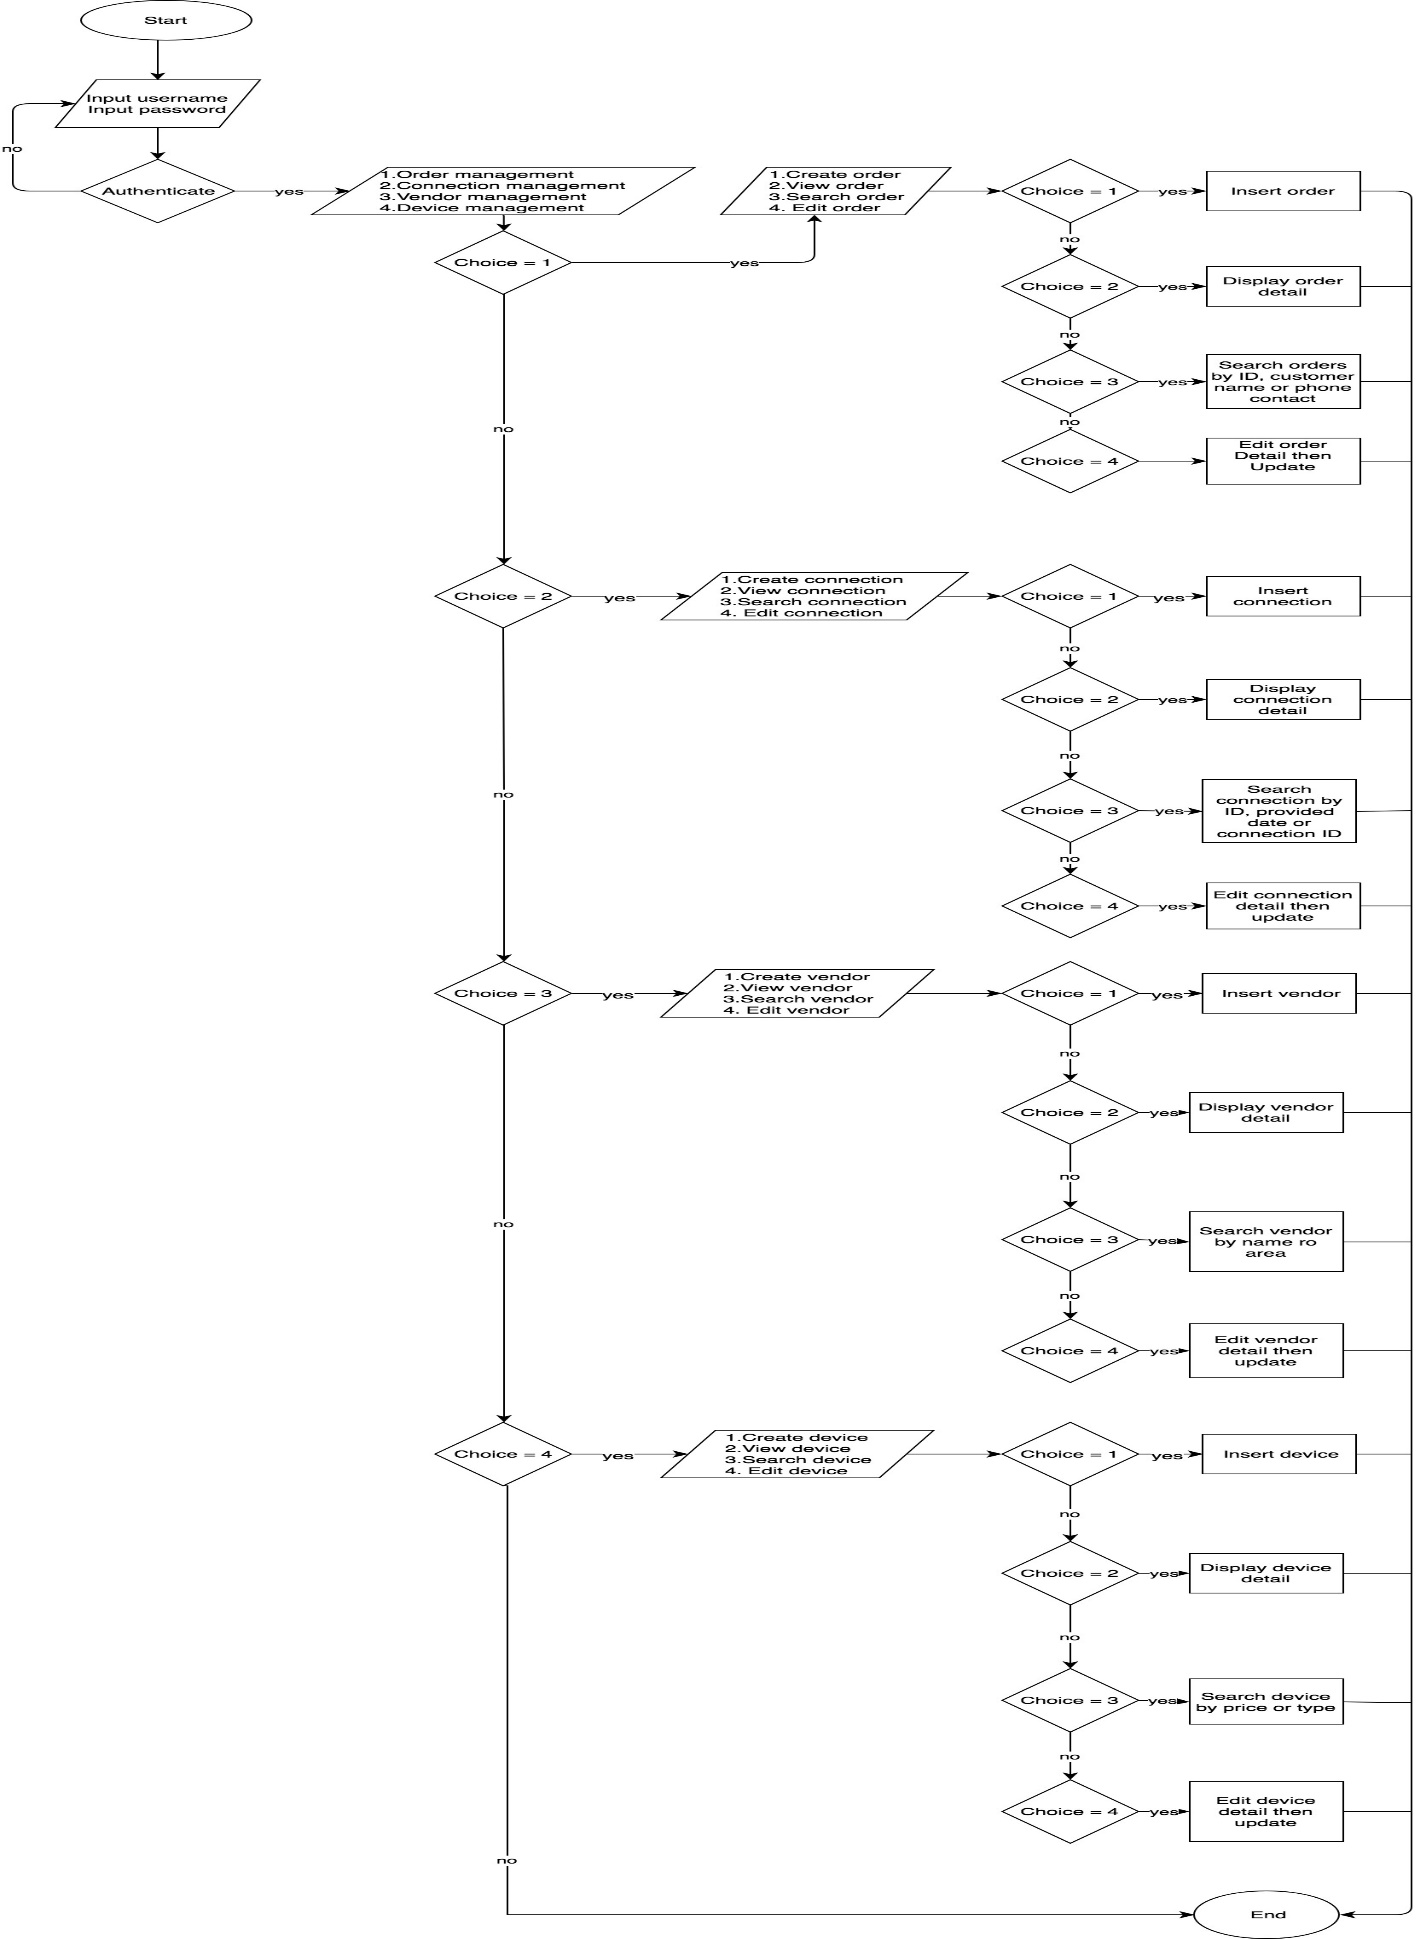 Start
Input username
Input password
no
Authenticate
yes
1.Order management
2.Connection management
3.Vendor management
4.Device management
Choice = 1
yes
1.Create order
2.View order
3.Search order
4. Edit order
Choice = 1
yes
Insert order
no
Choice = 2
yes
Display order
detail
no
Choice = 3
yes
Search orders
by ID, customer
name or phone
contact
no
Choice = 4
Edit order
Detail then
Update
no
Choice = 2
yes
1.Create connection
2.View connection
3.Search connection
4. Edit connection
Choice = 1
yes
Insert
connection
no
Choice = 2
yes
Display
connection
detail
no
Choice = 3
yes
Search
connection by
ID, provided
date or
connection ID
no
Choice = 4
yes
Edit connection
detail then
update
no
Choice = 3
yes
1.Create vendor
2.View vendor
3.Search vendor
4. Edit vendor
Choice = 1
yes
Insert vendor
no
Choice = 2
yes
Display vendor
detail
no
Choice = 3
yes
Search vendor
by name ro
area
no
Choice = 4
yes
Edit vendor
detail then
update
no
Choice = 4
yes
1.Create device
2.View device
3.Search device
4. Edit device
Choice = 1
yes
Insert device
no
Choice = 2
yes
Display device
detail
no
Choice = 3
yes
Search device
by price or type
no
Choice = 4
yes
Edit device
detail then
update
no
End